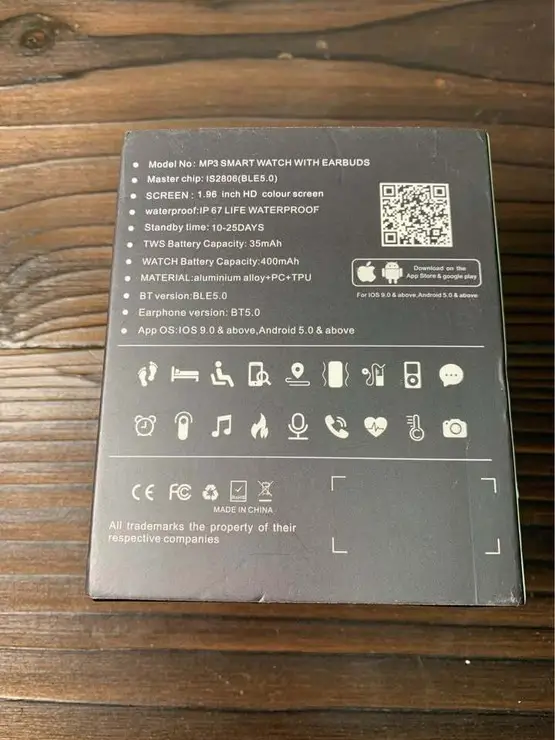 Model No: MP3 SMART WATCH WITH EARBUDS
Master chip: IS2806(BLE5.0)
SCREEN : 1.96 inch HD colour screen
waterproof:IP 67 LIFE WATERPROOF
Standby time: 10-25DAYS
TWS Battery Capacity: 35mAh
WATCH Battery Capacity:400mAh
MATERIAL:aluminium alloy+PC+TPU
BT version:BLE5.0
Earphone version: BT5.0
App OS:IOS 9.0 & above,Android 5.0 & above
Download on the
App Store & google play
For IOS 9.0 & above,Android 5.0 & above
CE FC
MADE IN CHINA
All trademarks the property of their
respective companies